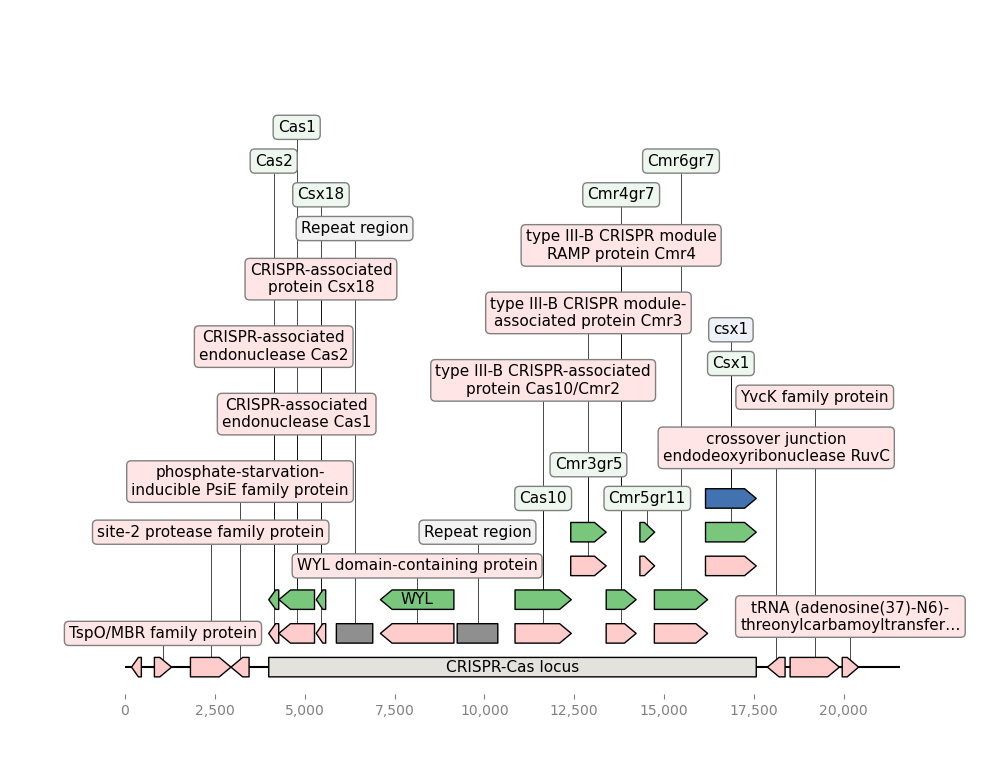 Cas1
Cas2
Cmr6gr7
Csx18
Cmr4gr7
Repeat region
type III-B CRISPR module
RAMP protein Cmr4
CRISPR-associated
protein Csx18
type III-B CRISPR module-
associated protein Cmr3
csx1
CRISPR-associated
endonuclease Cas2
Csx1
type III-B CRISPR-associated
protein Cas10/Cmr2
YvcK family protein
CRISPR-associated
endonuclease Cas1
crossover junction
endodeoxyribonuclease RuvC
Cmr3gr5
phosphate-starvation-
inducible PsiE family protein
Cas10
Cmr5gr11
site-2 protease family protein
Repeat region
WYL domain-containing protein
WYL
tRNA (adenosine(37)-N6)-
threonylcarbamoyltransfer…
TspO/MBR family protein
CRISPR-Cas locus
0 2,500 5,000 7,500 10,000 12,500 15,000 17,500 20,000